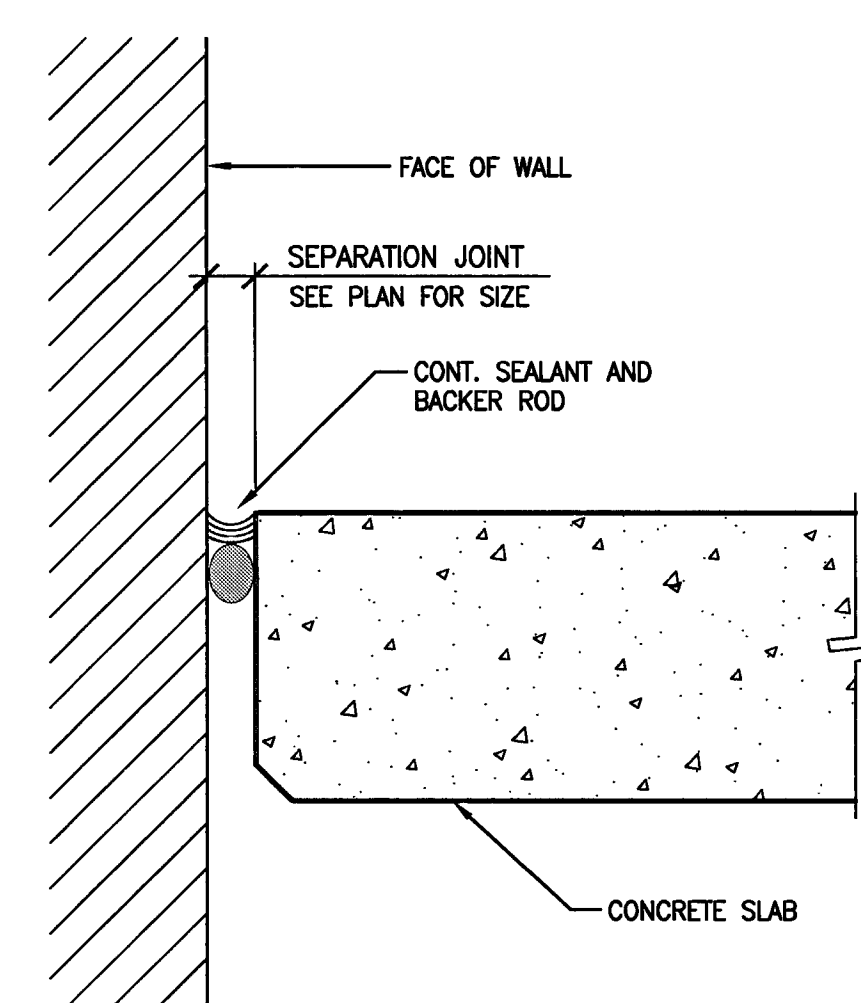 FACE OF WALL
SEPARATION JOINT
SEE PLAN FOR SIZE
CONT. SEALANT AND
BACKER ROD
CONCRETE SLAB